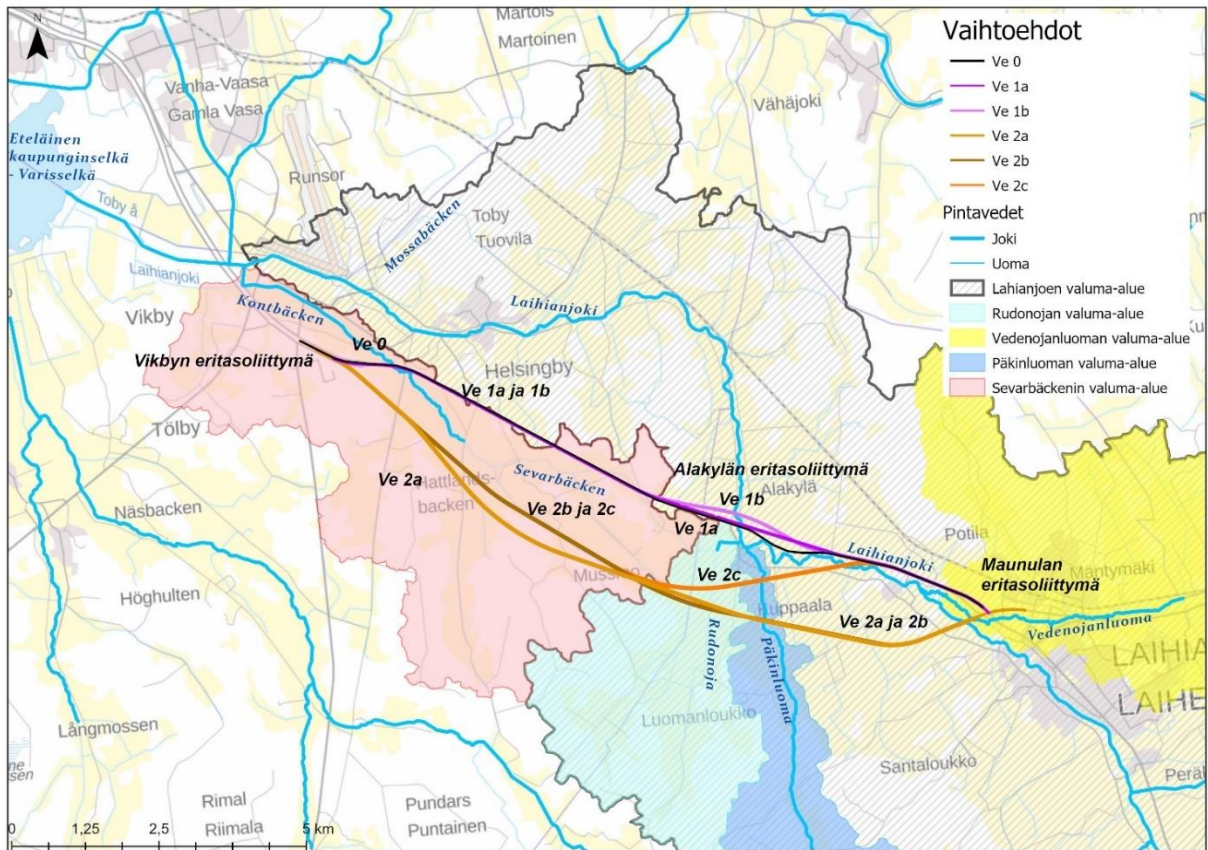 N
Martois
Martoinen
Vanha-Vaasa
Gamla Vasa
Vähäjoki
Eteläinen
kaupunginselkä
- Varisselkä
Runsor
Toby å
Mossabäcken
Toby
Tuovila
Laihianjoki
Laihianjoki
Vikby
Kontbäcken
Ve 0
Vikbyn eritasoliittymä
Helsingby
Ve 1a ja 1b
Tölby
Alakylän eritasoliittymä
Sevarbäcken
Ve 2a
Hattlands-
backen
Ve 1b
Alakylä
Näsbacken
Ve 2b ja 2c
Ve 1a
Laihianjoki
Potila
Maunulan
eritasoliittymä
Mäntymäki
Ve 2c
Höghulten
Kuppaala
Ve 2a ja 2b
Vedenojanluoma
Rudonoja
Päkinluoma
LAIHIA
LAIHE
Luomanloukko
Långmossen
Santaloukko
Peräl
Rimal
Riimala
Pundars
Puntainen
0 1,25 2,5 5 km
Vaihtoehdot
Ve 0
Ve 1a
Ve 1b
Ve 2a
Ve 2b
Ve 2c
Pintavedet
Joki
Uoma
Lahianjoen valuma-alue
Rudonojan valuma-alue
Vedenojanluoman valuma-alue
Päkinluoman valuma-alue
Sevarbäckenin valuma-alue